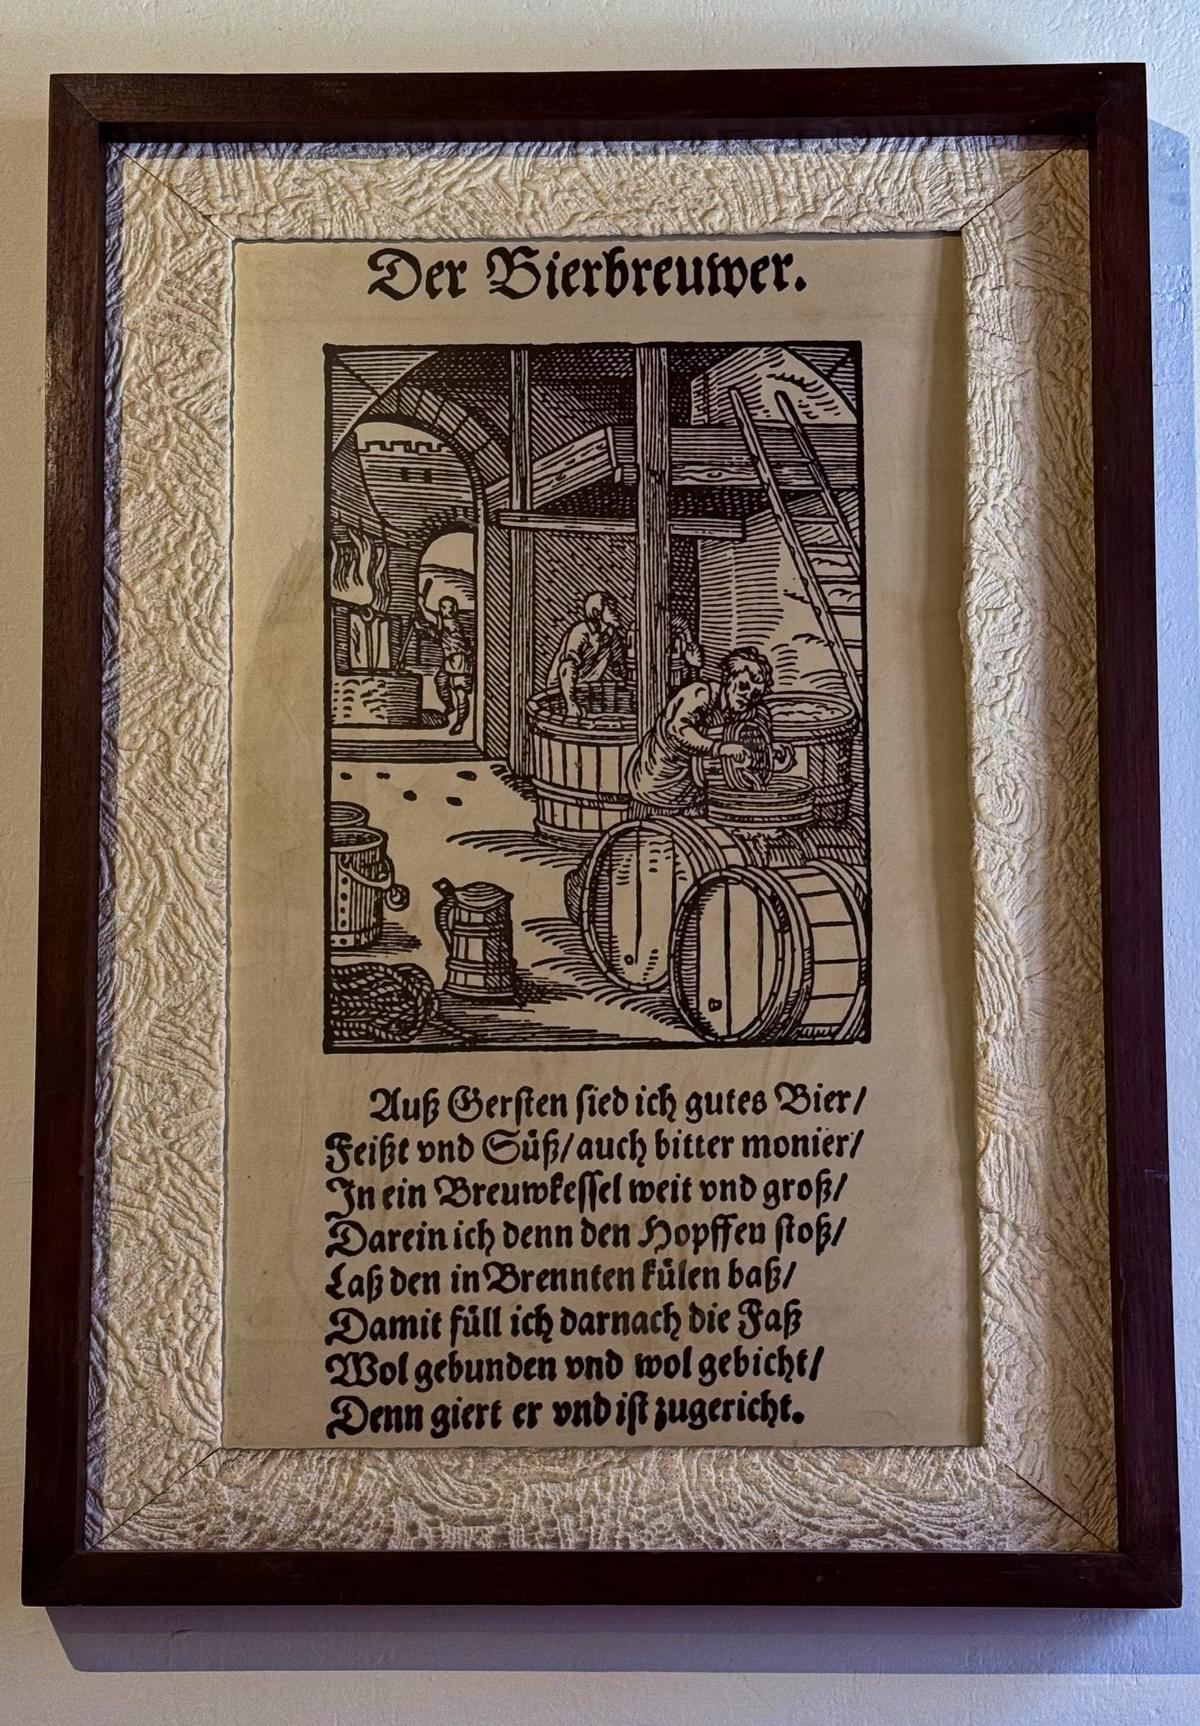 Der Bierbreuwer.
Auß Gersten sied ich gutes Bier/
Feißt vnd Süß/ auch bitter monier/
In ein Breuwkessel weit vnd groß/
Darein ich denn den Hopffen stoß/
Laß den in Brennten külen baß/
Damit füll ich darnach die Faß
Wol gebunden vnd wol gebicht/
Denn giert er vnd ist zugericht.